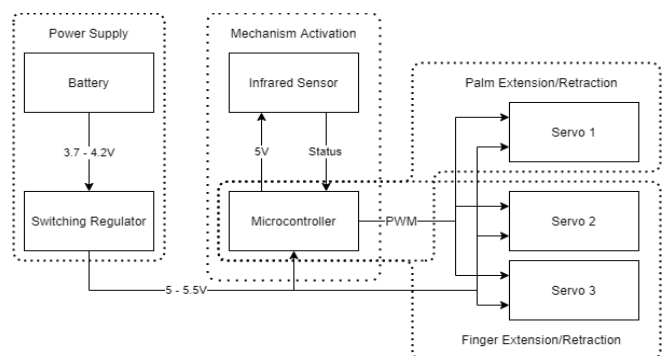 Power Supply
Mechanism Activation
Battery
Infrared Sensor
Palm Extension/Retraction
Servo 1
3.7 - 4.2V
5V
Status
Switching Regulator
Microcontroller
PWM
Servo 2
5 - 5.5V
Servo 3
Finger Extension/Retraction